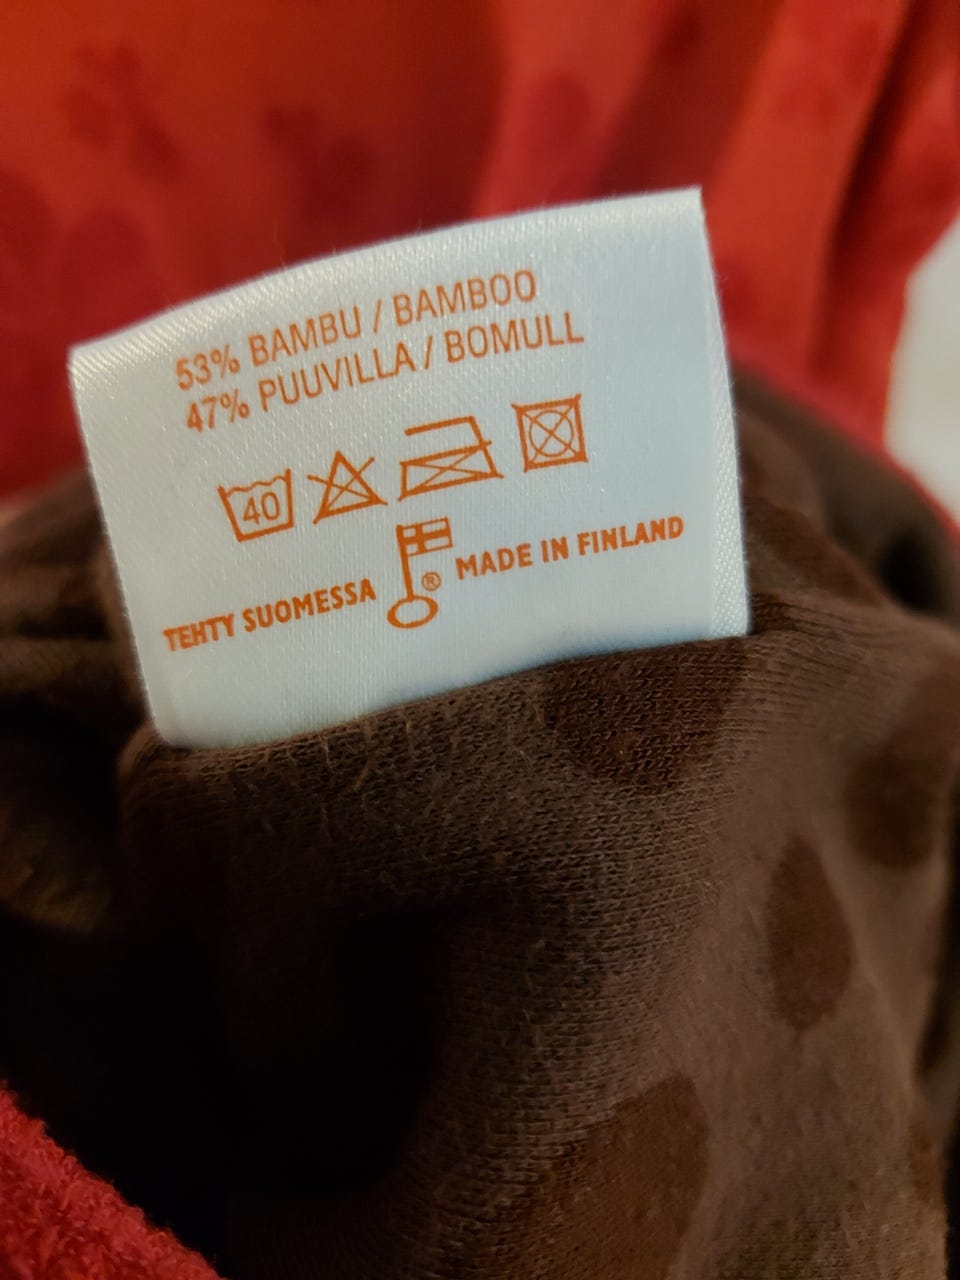 53% BAMBU / BAMBOO
47% PUUVILLA / BOMULL
40
TEHTY SUOMESSA ® MADE IN FINLAND